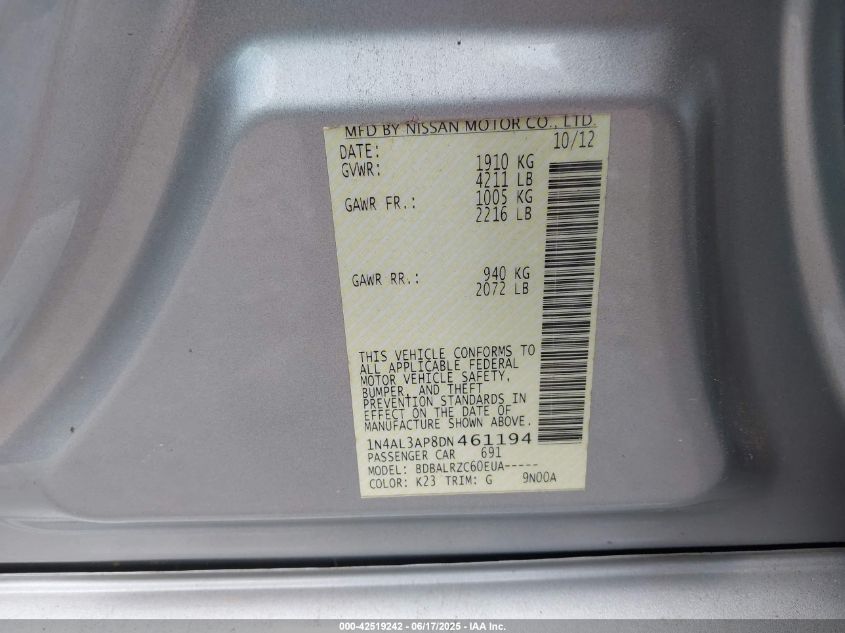 MFD BY NISSAN MOTOR CO., LTD.
DATE: 10/12
GVWR: 1910 KG
4211 LB
GAWR FR.: 1005 KG
2216 LB
GAWR RR.: 940 KG
2072 LB
THIS VEHICLE CONFORMS TO
ALL APPLICABLE FEDERAL
MOTOR VEHICLE SAFETY,
BUMPER, AND THEFT
PREVENTION STANDARDS IN
EFFECT ON THE DATE OF
MANUFACTURE SHOWN ABOVE.
1N4AL3AP8DN461194
PASSENGER CAR 691
MODEL: BDBALRZC60EUA-----
COLOR: K23 TRIM: G 9N00A
000-42519242 - 06/17/2025 - IAA Inc.